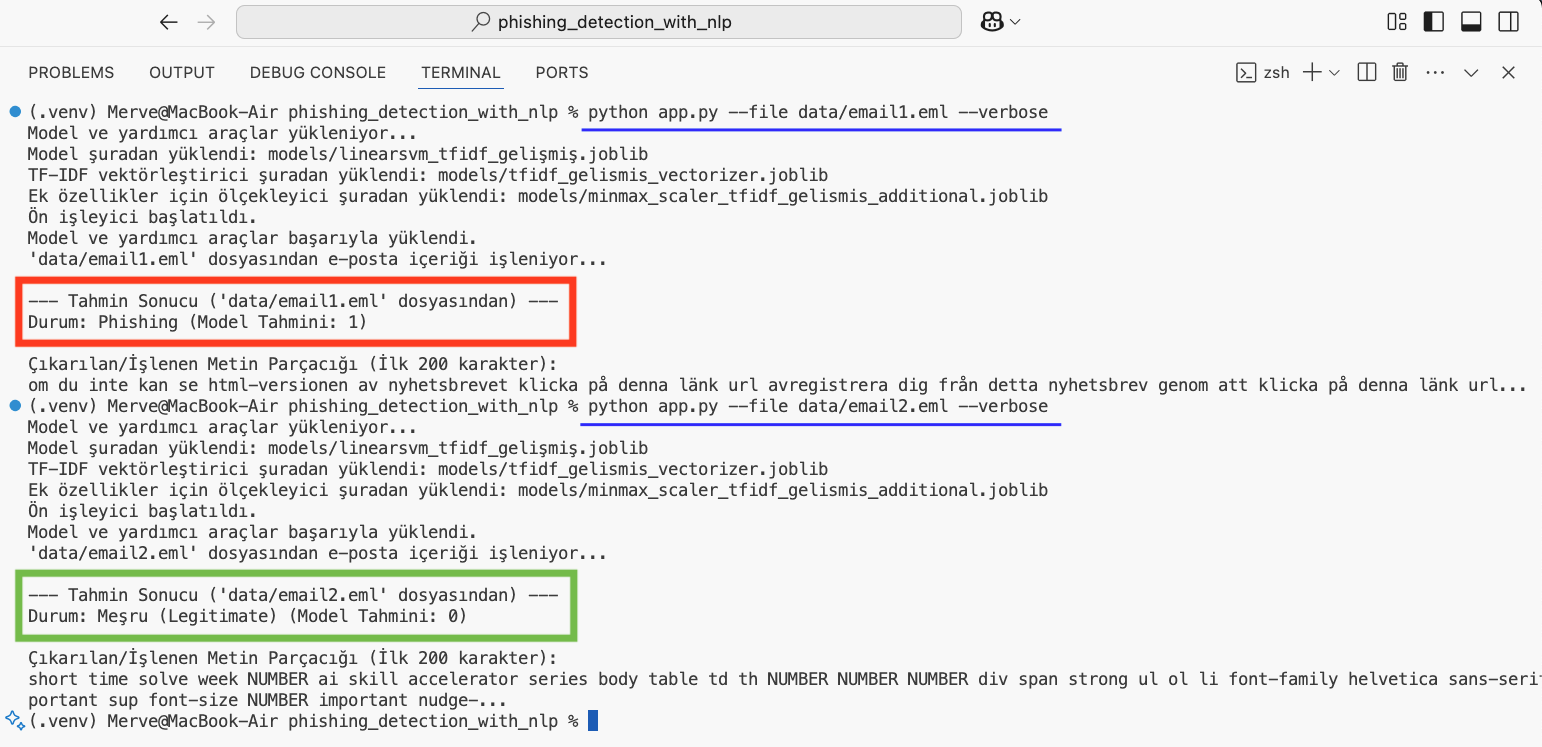 phishing_detection_with_nlp
PROBLEMS OUTPUT DEBUG CONSOLE TERMINAL PORTS zsh
(.venv) Merve@MacBook-Air phishing_detection_with_nlp % python app.py --file data/email1.eml --verbose
Model ve yardımcı araçlar yükleniyor...
Model şuradan yüklendi: models/linearsvm_tfidf_gelişmiş.joblib
TF-IDF vektörleştirici şuradan yüklendi: models/tfidf_gelismis_vectorizer.joblib
Ek özellikler için ölçekleyici şuradan yüklendi: models/minmax_scaler_tfidf_gelismis_additional.joblib
Ön işleyici başlatıldı.
Model ve yardımcı araçlar başarıyla yüklendi.
'data/email1.eml' dosyasından e-posta içeriği işleniyor...
--- Tahmin Sonucu ('data/email1.eml' dosyasından) ---
Durum: Phishing (Model Tahmini: 1)
Çıkarılan/İşlenen Metin Parçacığı (İlk 200 karakter):
om du inte kan se html-versionen av nyhetsbrevet klicka på denna länk url avregistrera dig från detta nyhetsbrev genom att klicka på denna länk url...
(.venv) Merve@MacBook-Air phishing_detection_with_nlp % python app.py --file data/email2.eml --verbose
Model ve yardımcı araçlar yükleniyor...
Model şuradan yüklendi: models/linearsvm_tfidf_gelişmiş.joblib
TF-IDF vektörleştirici şuradan yüklendi: models/tfidf_gelismis_vectorizer.joblib
Ek özellikler için ölçekleyici şuradan yüklendi: models/minmax_scaler_tfidf_gelismis_additional.joblib
Ön işleyici başlatıldı.
Model ve yardımcı araçlar başarıyla yüklendi.
'data/email2.eml' dosyasından e-posta içeriği işleniyor...
--- Tahmin Sonucu ('data/email2.eml' dosyasından) ---
Durum: Meşru (Legitimate) (Model Tahmini: 0)
Çıkarılan/İşlenen Metin Parçacığı (İlk 200 karakter):
short time solve week NUMBER ai skill accelerator series body table td th NUMBER NUMBER NUMBER div span strong ul ol li font-family helvetica
portant sup font-size NUMBER important nudge-...
(.venv) Merve@MacBook-Air phishing_detection_with_nlp %